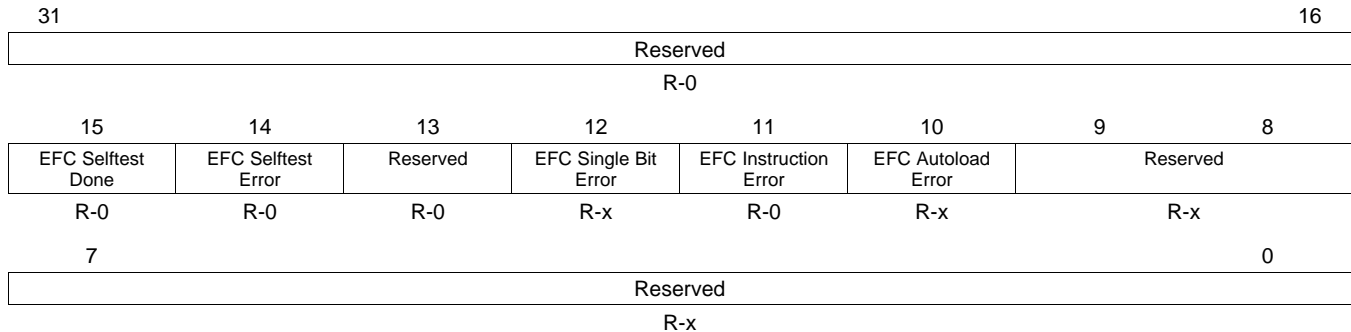 31 16
Reserved
R-0
15 14 13 12 11 10 9 8
EFC Selftest Done EFC Selftest Error Reserved EFC Single Bit Error EFC Instruction Error EFC Autoload Error Reserved
R-0 R-0 R-0 R-x R-0 R-x R-x
7 0
Reserved
R-x